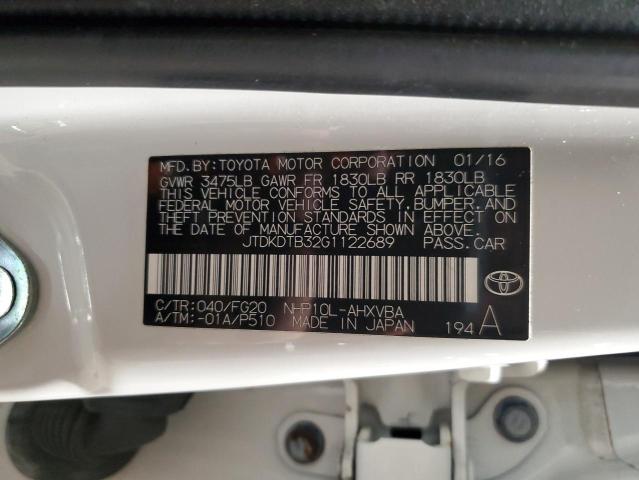 MFD.BY:TOYOTA MOTOR CORPORATION 01/16
GVWR 3475LB GAWR FR 1830LB RR 1830LB
THIS VEHICLE CONFORMS TO ALL APPLICABLE
FEDERAL MOTOR VEHICLE SAFETY,BUMPER,AND
THEFT PREVENTION STANDARDS IN EFFECT ON
THE DATE OF MANUFACTURE SHOWN ABOVE.
JTDKDTB32G1122689 PASS.CAR
C/TR:040/FG20 NHP10L-AHXVBA
A/TM:-01A/P510 MADE IN JAPAN 194 A